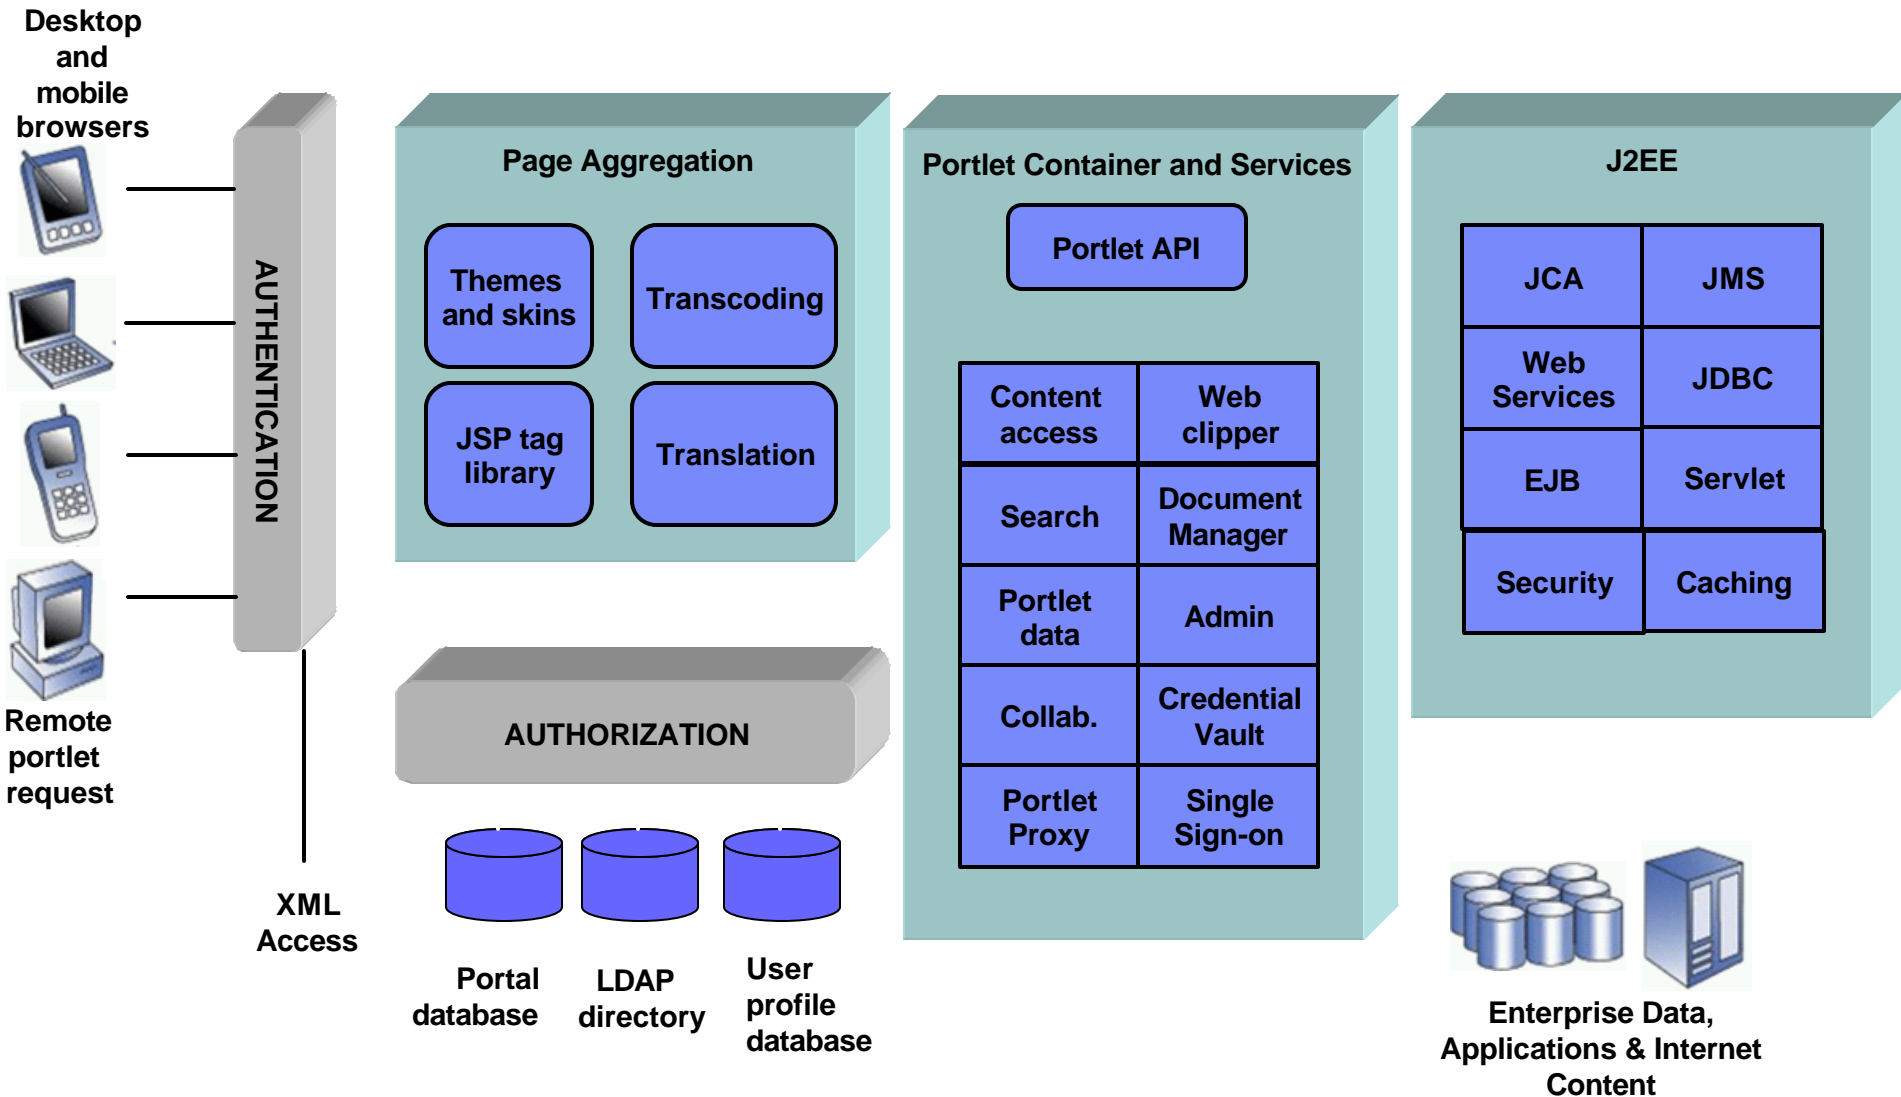 Desktop
and
mobile
browsers
AUTHENTICATION
Remote
portlet
request
XML
Access
Page Aggregation
Themes
and skins
Transcoding
JSP tag
library
Translation
AUTHORIZATION
Portal
database
LDAP
directory
User
profile
database
Portlet Container and Services
Portlet API
Content
access
Web
clipper
Search
Document
Manager
Portlet
data
Admin
Collab.
Credential
Vault
Portlet
Proxy
Single
Sign-on
J2EE
JCA
JMS
Web
Services
JDBC
EJB
Servlet
Security
Caching
Enterprise Data,
Applications & Internet
Content